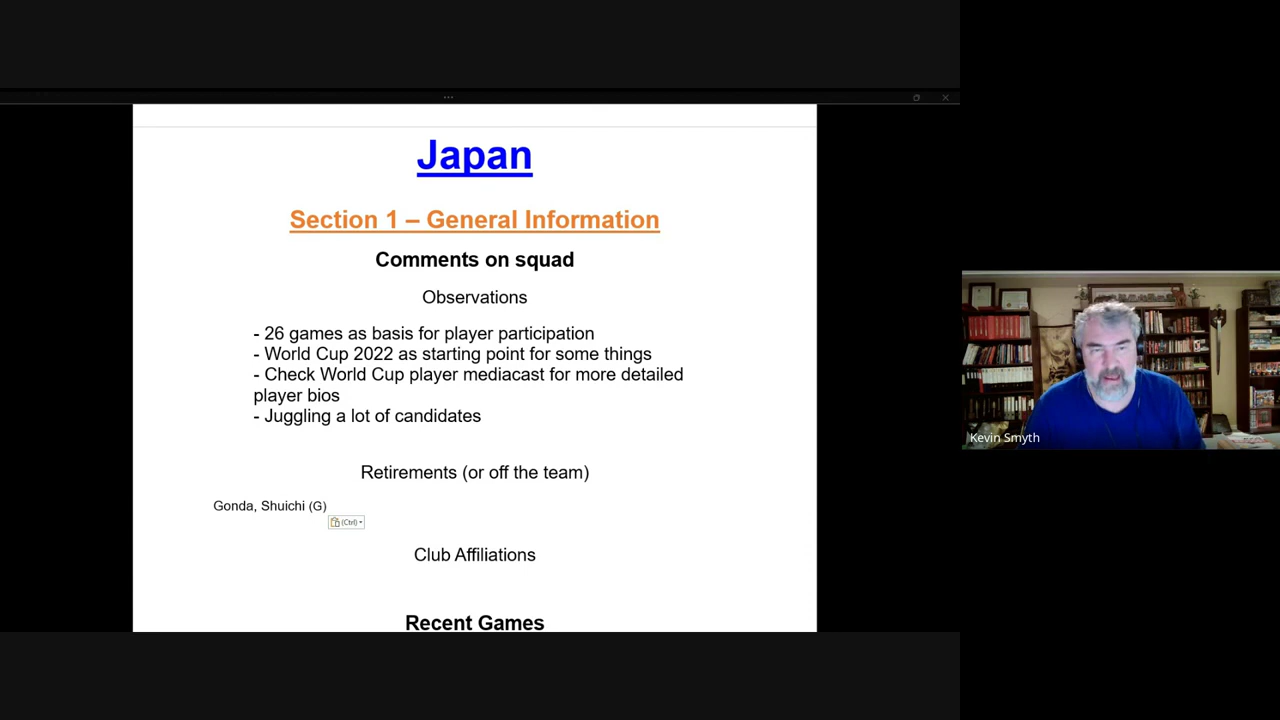 Japan
Section 1 – General Information
Comments on squad
Observations
- 26 games as basis for player participation
- World Cup 2022 as starting point for some things
- Check World Cup player mediacast for more detailed
player bios
- Juggling a lot of candidates
Retirements (or off the team)
Gonda, Shuichi (G)
(Ctrl)
Club Affiliations
Recent Games
Kevin Smyth